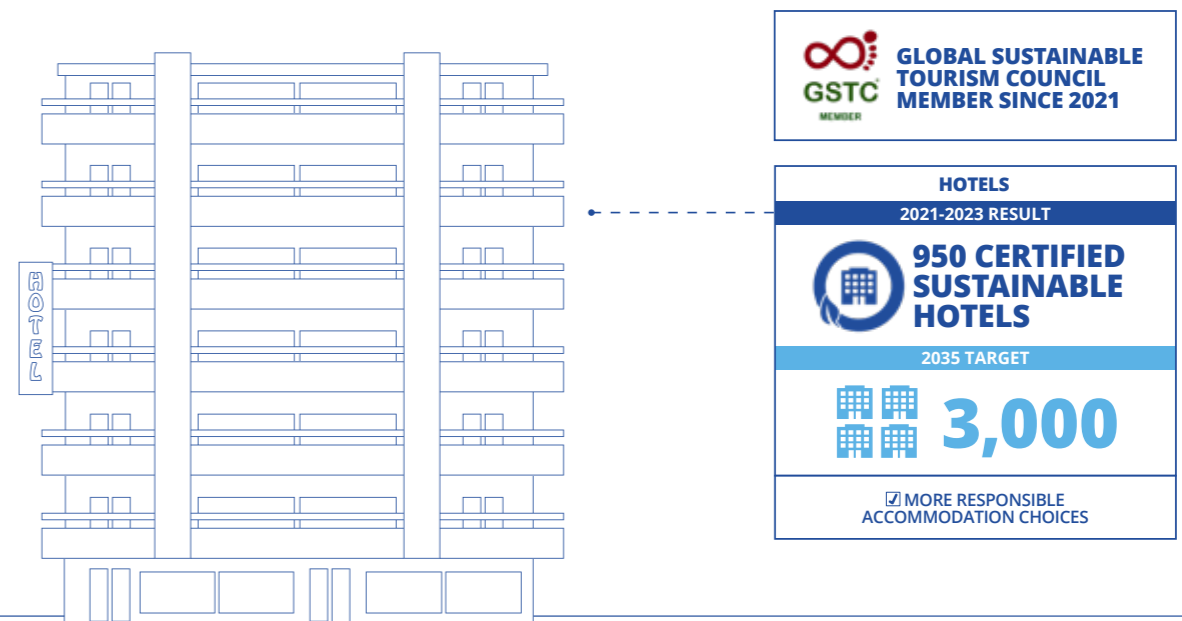 HOTEL
GSTC
MEMBER
GLOBAL SUSTAINABLE
TOURISM COUNCIL
MEMBER SINCE 2021
HOTELS
2021-2023 RESULT
950 CERTIFIED
SUSTAINABLE
HOTELS
2035 TARGET
3,000
MORE RESPONSIBLE
ACCOMMODATION CHOICES